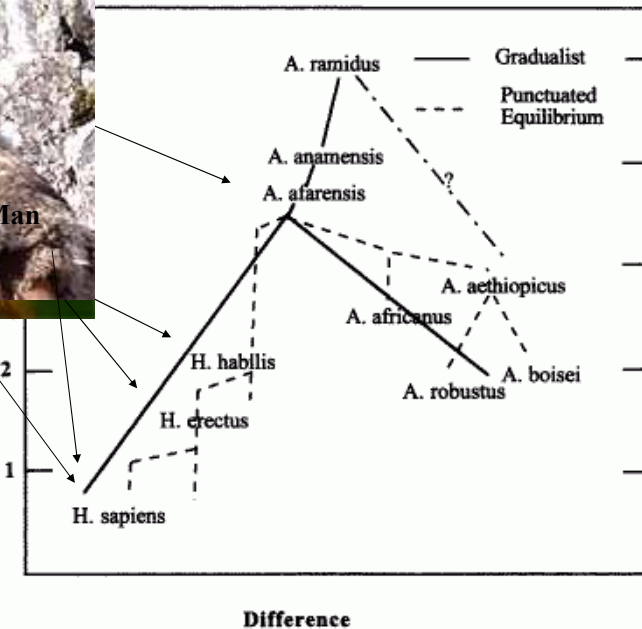 A. ramidus
Gradualist
Punctuated
Equilibrium
A. anamensis
?
A. afarensis
Man
A. aethiopicus
A. africanus
2
H. habilis
A. boisei
A. robustus
H. erectus
1
H. sapiens
Difference